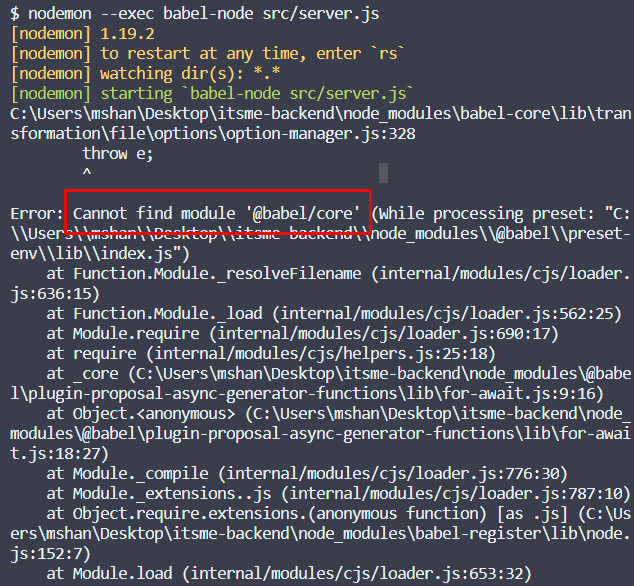 $ nodemon --exec babel-node src/server.js
[nodemon] 1.19.2
[nodemon] to restart at any time, enter `rs`
[nodemon] watching dir(s): *.*
[nodemon] starting `babel-node src/server.js`
C:\Users\mshan\Desktop\itsme-backend\node_modules\babel-core\lib\tran
sformation\file\options\option-manager.js:328
        throw e;
        ^
Error: Cannot find module '@babel/core' (While processing preset: "C:
\\Users\\mshan\\Desktop\\itsme-backend\\node_modules\\@babel\\preset-
env\\lib\\index.js")
    at Function.Module._resolveFilename (internal/modules/cjs/loader.
js:636:15)
    at Function.Module._load (internal/modules/cjs/loader.js:562:25)
    at Module.require (internal/modules/cjs/loader.js:690:17)
    at require (internal/modules/cjs/helpers.js:25:18)
    at _core (C:\Users\mshan\Desktop\itsme-backend\node_modules\@babe
l\plugin-proposal-async-generator-functions\lib\for-await.js:9:16)
    at Object.<anonymous> (C:\Users\mshan\Desktop\itsme-backend\node_
modules\@babel\plugin-proposal-async-generator-functions\lib\for-awai
t.js:18:27)
    at Module._compile (internal/modules/cjs/loader.js:776:30)
    at Module._extensions..js (internal/modules/cjs/loader.js:787:10)
    at Object.require.extensions.(anonymous function) [as .js] (C:\Us
ers\mshan\Desktop\itsme-backend\node_modules\babel-register\lib\node.
js:152:7)
    at Module.load (internal/modules/cjs/loader.js:653:32)